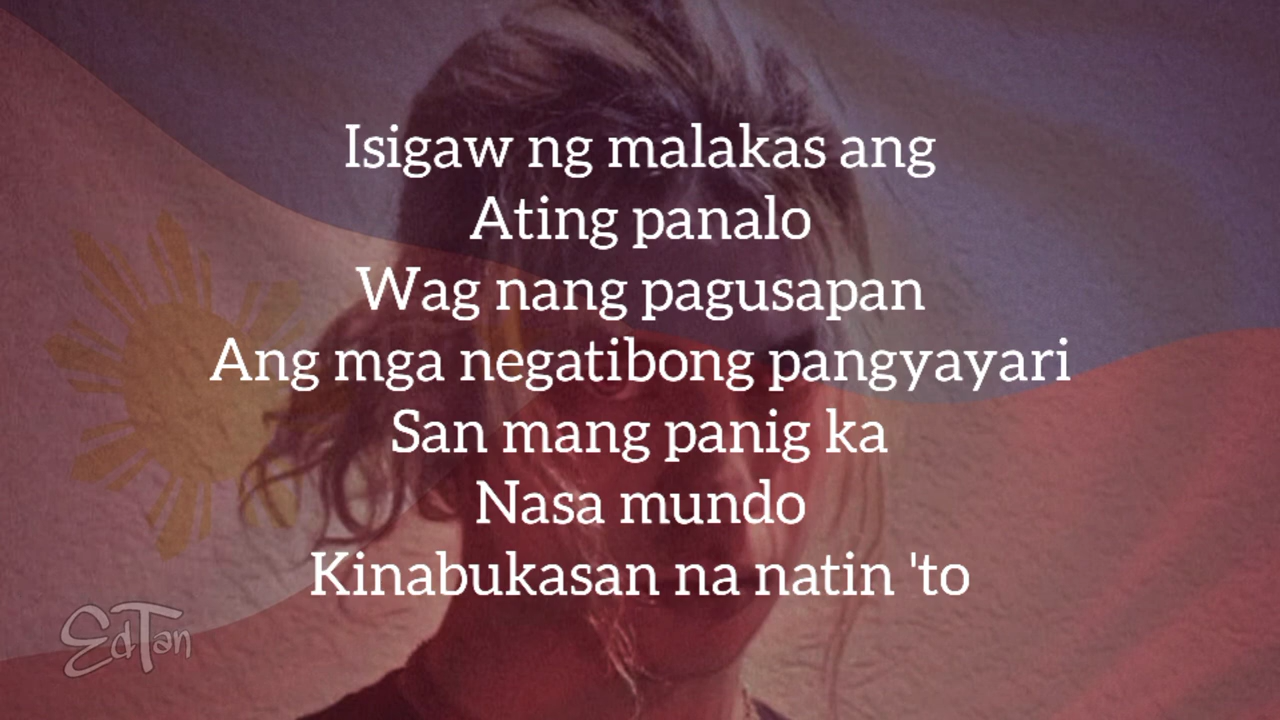 Isigaw ng malakas ang
Ating panalo
Wag nang pagusapan
Ang mga negatibong pangyayari
San mang panig ka
Nasa mundo
Kinabukasan na natin 'to
EdTan